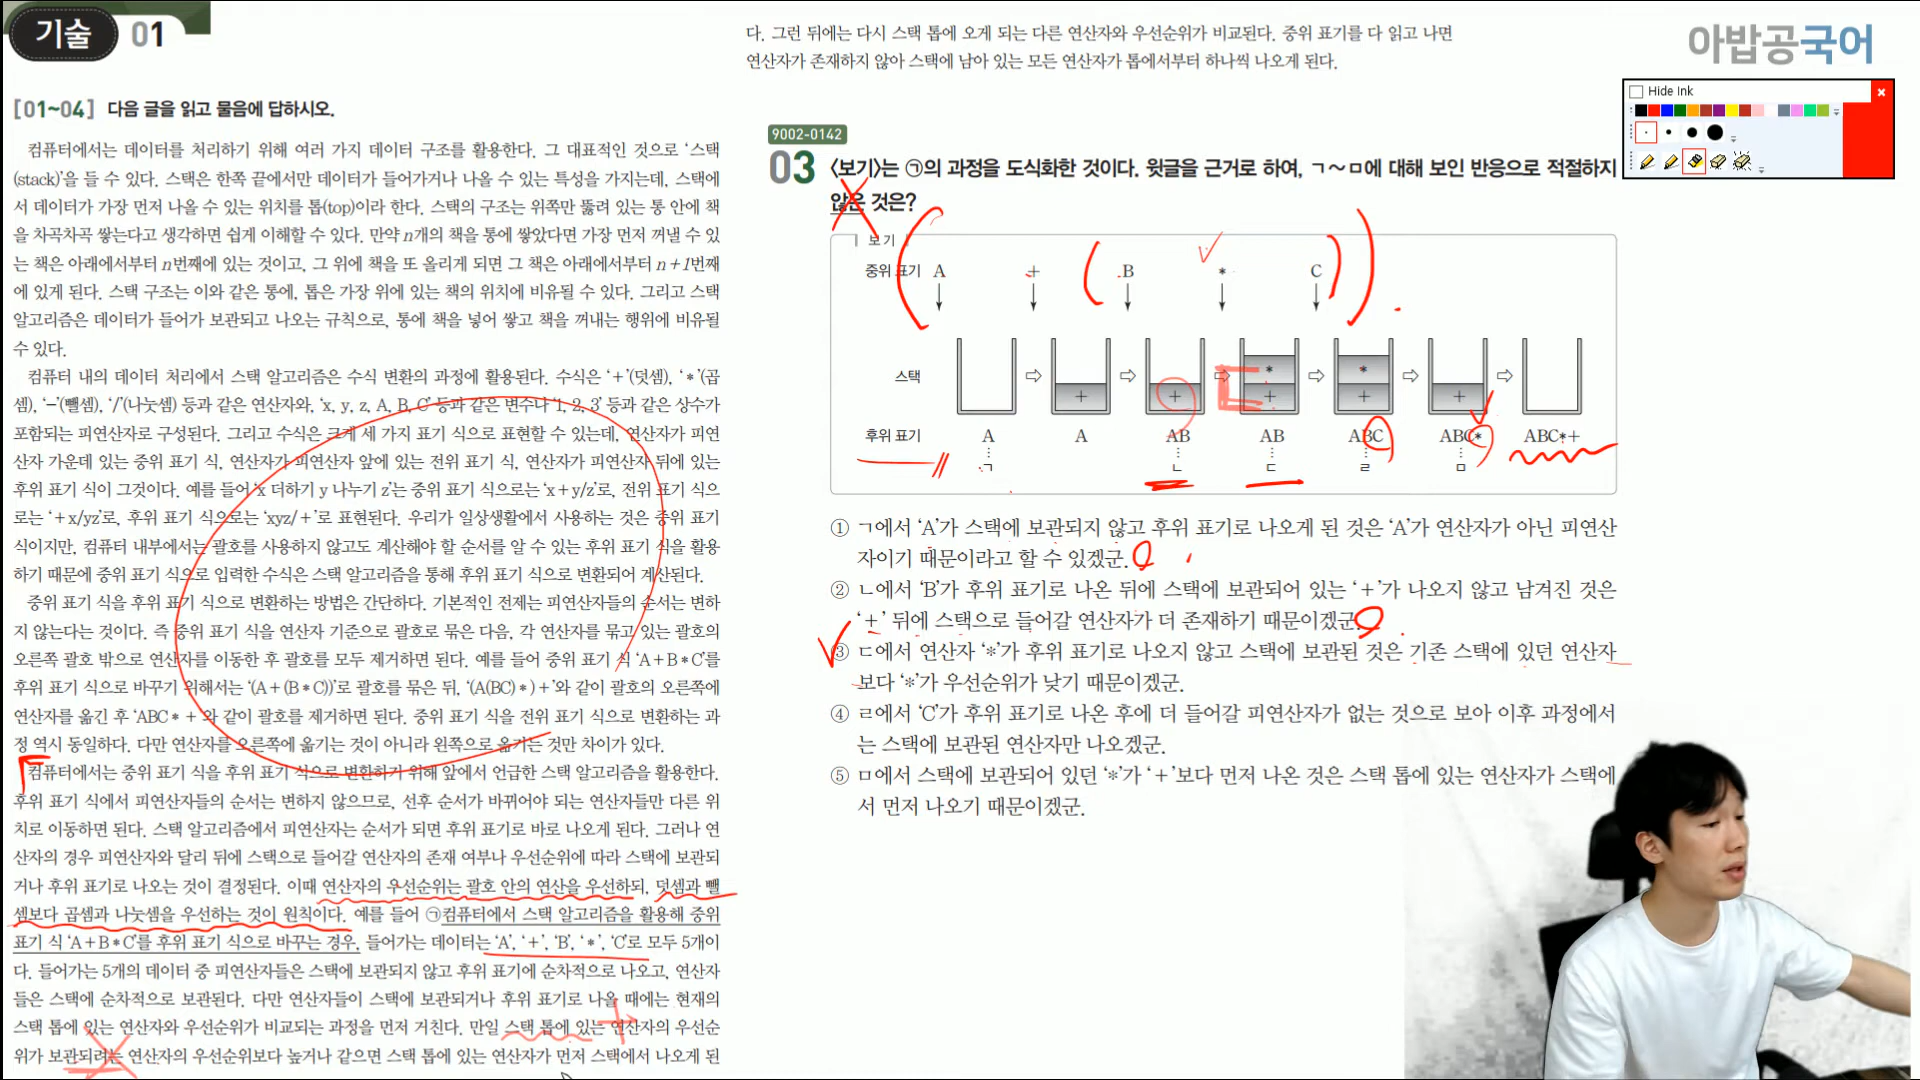 기술 01
[01~04] 다음 글을 읽고 물음에 답하시오.
컴퓨터에서는 데이터를 처리하기 위해 여러 가지 데이터 구조를 활용한다. 그 대표적인 것으로 ‘스택
(stack)’을 들 수 있다. 스택은 한쪽 끝에서만 데이터가 들어가거나 나올 수 있는 특성을 가지는데, 스택에
서 데이터가 가장 먼저 나올 수 있는 위치를 톱(top)이라 한다. 스택의 구조는 위쪽만 뚫려 있는 통 안에 책
을 차곡차곡 쌓는다고 생각하면 쉽게 이해할 수 있다. 만약 n개의 책을 통에 쌓았다면 가장 먼저 꺼낼 수 있
는 책은 아래에서부터 n번째에 있는 것이고, 그 위에 책을 또 올리게 되면 그 책은 아래에서부터 n+1번째
에 있게 된다. 스택 구조는 이와 같은 통에, 톱은 가장 위에 있는 책의 위치에 비유될 수 있다. 그리고 스택
알고리즘은 데이터가 들어가 보관되고 나오는 규칙으로, 통에 책을 넣어 쌓고 책을 꺼내는 행위에 비유될
수 있다.
컴퓨터 내의 데이터 처리에서 스택 알고리즘은 수식 변환의 과정에 활용된다. 수식은 ‘+’(덧셈), ‘*’(곱
셈), ‘−’(뺄셈), ‘/’(나눗셈) 등과 같은 연산자와, ‘x, y, z, A, B, C’ 등과 같은 변수나 ‘1, 2, 3’ 등과 같은 상수가
포함되는 피연산자로 구성된다. 그리고 수식은 크게 세 가지 표기 식으로 표현할 수 있는데, 연산자가 피연
산자 가운데 있는 중위 표기 식, 연산자가 피연산자 앞에 있는 전위 표기 식, 연산자가 피연산자 뒤에 있는
후위 표기 식이 그것이다. 예를 들어 ‘x 더하기 y 나누기 z’는 중위 표기 식으로는 ‘x+y/z’로, 전위 표기 식으
로는 ‘+x/yz’로, 후위 표기 식으로는 ‘xyz/+’로 표현된다. 우리가 일상생활에서 사용하는 것은 중위 표기
식이지만, 컴퓨터 내부에서는 괄호를 사용하지 않고도 계산해야 할 순서를 알 수 있는 후위 표기 식을 활용
하기 때문에 중위 표기 식으로 입력한 수식은 스택 알고리즘을 통해 후위 표기 식으로 변환되어 계산된다.
중위 표기 식을 후위 표기 식으로 변환하는 방법은 간단하다. 기본적인 전제는 피연산자들의 순서는 변하
지 않는다는 것이다. 즉 중위 표기 식을 연산자 기준으로 괄호로 묶은 다음, 각 연산자를 묶고 있는 괄호의
오른쪽 괄호 밖으로 연산자를 이동한 후 괄호를 모두 제거하면 된다. 예를 들어 중위 표기 식 ‘A+B*C’를
후위 표기 식으로 바꾸기 위해서는 ‘(A+(B*C))’로 괄호를 묶은 뒤, ‘(A(BC)*)+’와 같이 괄호의 오른쪽에
연산자를 옮긴 후 ‘ABC*+’와 같이 괄호를 제거하면 된다. 중위 표기 식을 전위 표기 식으로 변환하는 과
정 역시 동일하다. 다만 연산자를 오른쪽에 옮기는 것이 아니라 왼쪽으로 옮기는 것만 차이가 있다.
컴퓨터에서는 중위 표기 식을 후위 표기 식으로 변환하기 위해 앞에서 언급한 스택 알고리즘을 활용한다.
후위 표기 식에서 피연산자들의 순서는 변하지 않으므로, 선후 순서가 바뀌어야 되는 연산자들만 다른 위
치로 이동하면 된다. 스택 알고리즘에서 피연산자는 순서가 되면 후위 표기로 바로 나오게 된다. 그러나 연
산자의 경우 피연산자와 달리 뒤에 스택으로 들어갈 연산자의 존재 여부나 우선순위에 따라 스택에 보관되
거나 후위 표기로 나오는 것이 결정된다. 이때 연산자의 우선순위는 괄호 안의 연산을 우선하되, 덧셈과 뺄
셈보다 곱셈과 나눗셈을 우선하는 것이 원칙이다. 예를 들어 ㉠컴퓨터에서 스택 알고리즘을 활용해 중위
표기 식 ‘A+B*C’를 후위 표기 식으로 바꾸는 경우, 들어가는 데이터는 ‘A’, ‘+’, ‘B’, ‘*’, ‘C’로 모두 5개이
다. 들어가는 5개의 데이터 중 피연산자들은 스택에 보관되지 않고 후위 표기에 순차적으로 나오고, 연산자
들은 스택에 순차적으로 보관된다. 다만 연산자들이 스택에 보관되거나 후위 표기로 나올 때에는 현재의
스택 톱에 있는 연산자와 우선순위가 비교되는 과정을 먼저 거친다. 만일 스택 톱에 있는 연산자의 우선순
위가 보관되려는 연산자의 우선순위보다 높거나 같으면 스택 톱에 있는 연산자가 먼저 스택에서 나오게 된
다. 그런 뒤에는 다시 스택 톱에 오게 되는 다른 연산자와 우선순위가 비교된다. 중위 표기를 다 읽고 나면
연산자가 존재하지 않아 스택에 남아 있는 모든 연산자가 톱에서부터 하나씩 나오게 된다.
아밥공국어
Hide Ink
9002-0142
03 <보기>는 ㉠의 과정을 도식화한 것이다. 윗글을 근거로 하여, ㄱ~ㅁ에 대해 보인 반응으로 적절하지
않은 것은?
보기
중위 표기 A + B * C
스택 + + * + * + +
후위 표기 A A AB AB ABC ABC* ABC*+
ㄱ ㄴ ㄷ ㄹ ㅁ
① ㄱ에서 ‘A’가 스택에 보관되지 않고 후위 표기로 나오게 된 것은 ‘A’가 연산자가 아닌 피연산
자이기 때문이라고 할 수 있겠군.
② ㄴ에서 ‘B’가 후위 표기로 나온 뒤에 스택에 보관되어 있는 ‘+’가 나오지 않고 남겨진 것은
‘+’ 뒤에 스택으로 들어갈 연산자가 더 존재하기 때문이겠군.
③ ㄷ에서 연산자 ‘*’가 후위 표기로 나오지 않고 스택에 보관된 것은 기존 스택에 있던 연산자
보다 ‘*’가 우선순위가 낮기 때문이겠군.
④ ㄹ에서 ‘C’가 후위 표기로 나온 후에 더 들어갈 피연산자가 없는 것으로 보아 이후 과정에서
는 스택에 보관된 연산자만 나오겠군.
⑤ ㅁ에서 스택에 보관되어 있던 ‘*’가 ‘+’보다 먼저 나온 것은 스택 톱에 있는 연산자가 스택에
서 먼저 나오기 때문이겠군.